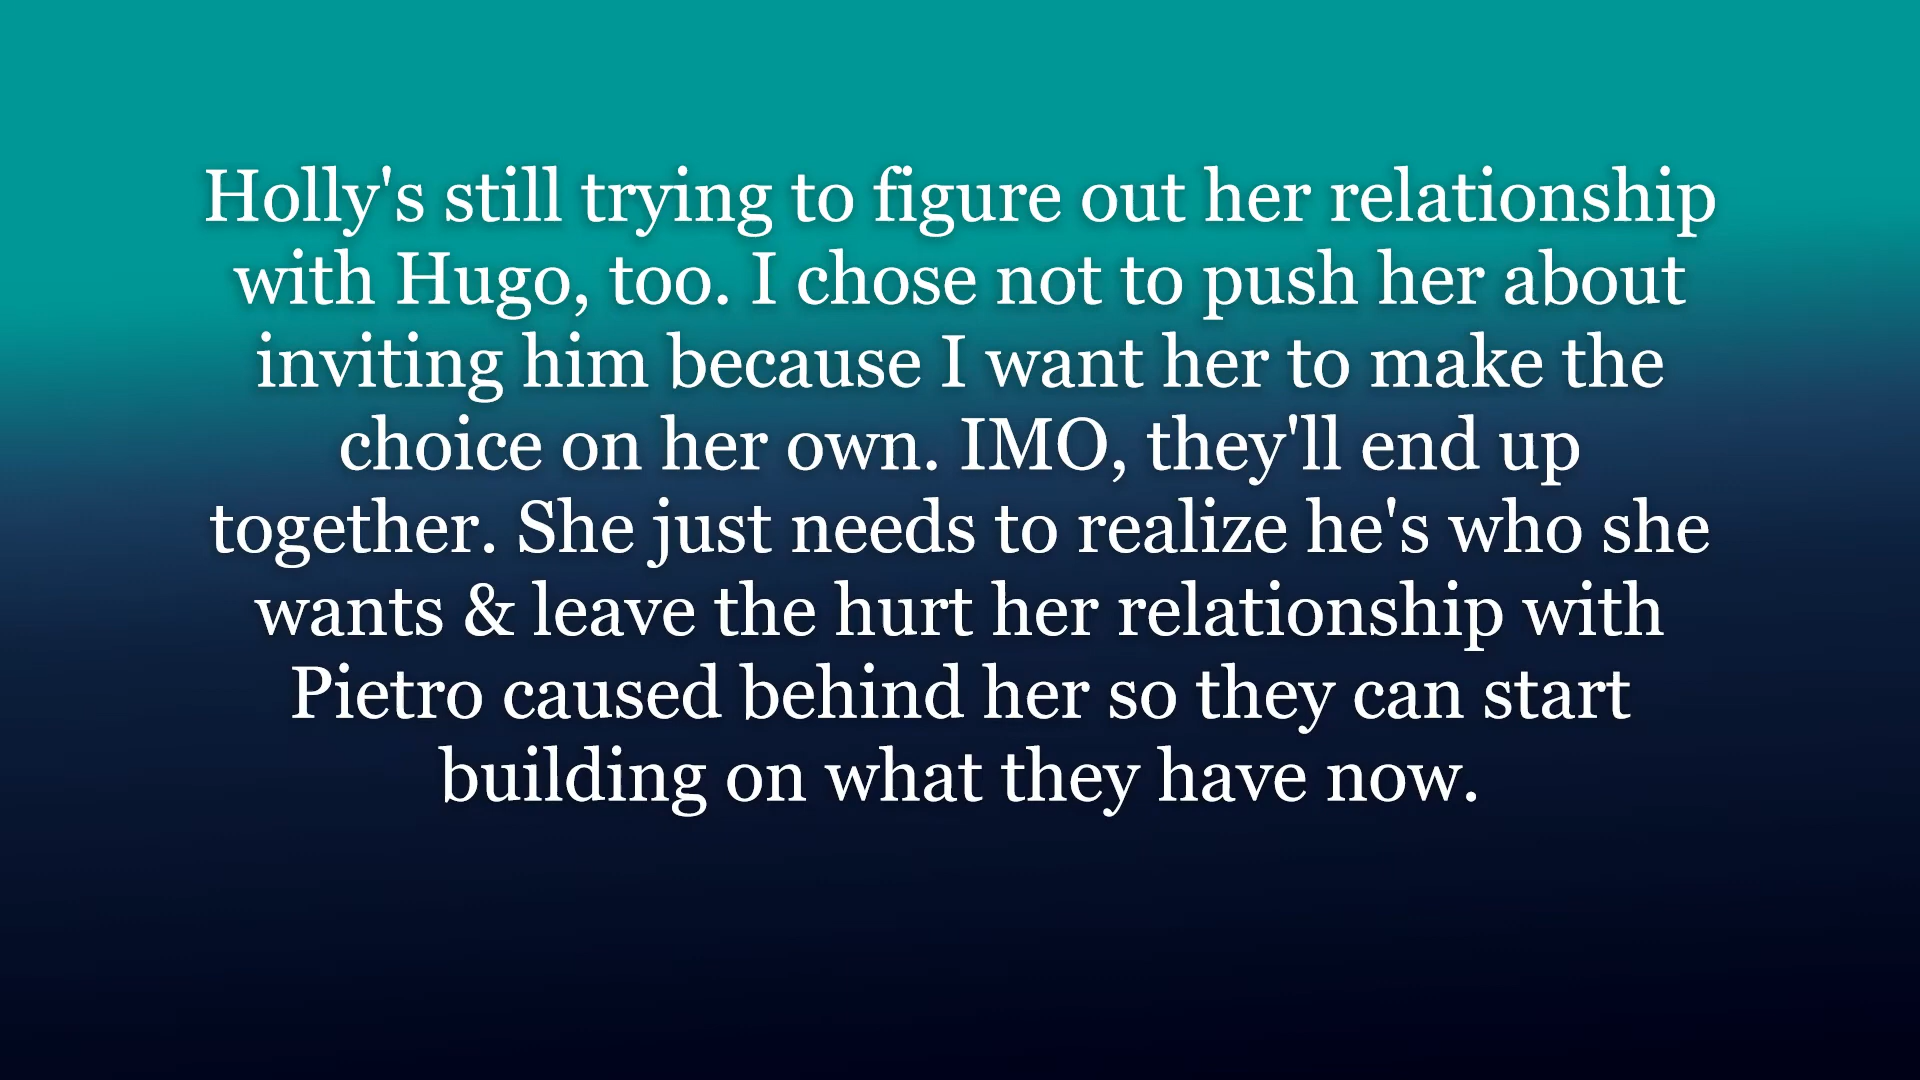 Holly's still trying to figure out her relationship
with Hugo, too. I chose not to push her about
inviting him because I want her to make the
choice on her own. IMO, they'll end up
together. She just needs to realize he's who she
wants & leave the hurt her relationship with
Pietro caused behind her so they can start
building on what they have now.